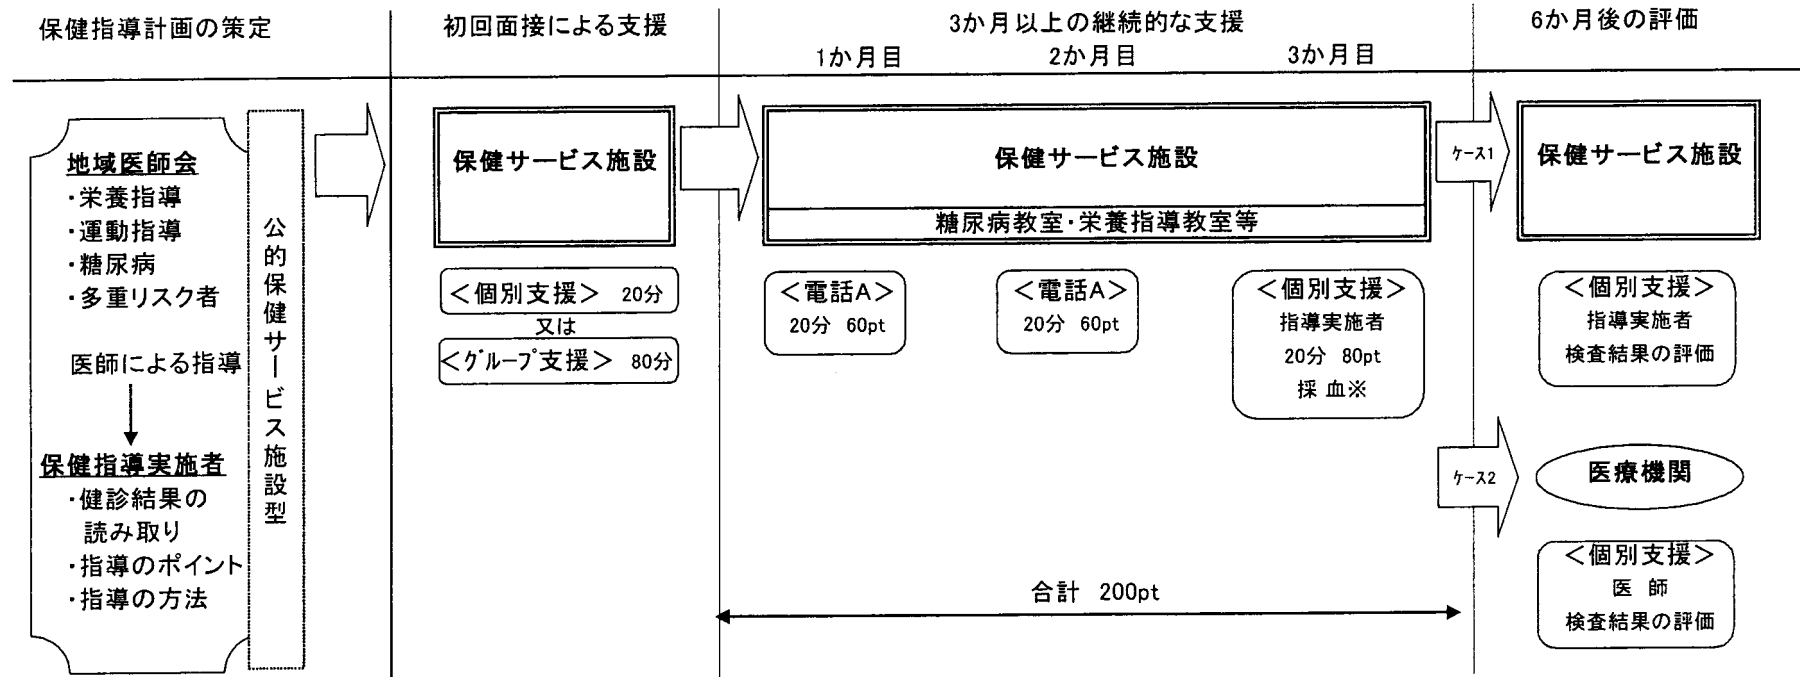 保健指導計画の策定
初回面接による支援
3か月以上の継続的な支援
1か月目
2か月目
3か月目
6か月後の評価
地域医師会
・栄養指導
・運動指導
・糖尿病
・多重リスク者
医師による指導
保健指導実施者
・健診結果の
読み取り
・指導のポイント
・指導の方法
公的保健サービス施設型
保健サービス施設
<個別支援> 20分
又は
<グループ支援> 80分
保健サービス施設
糖尿病教室・栄養指導教室等
<電話A>
20分 60pt
<電話A>
20分 60pt
<個別支援>
指導実施者
20分 80pt
採 血※
合計 200pt
ケース1
保健サービス施設
<個別支援>
指導実施者
検査結果の評価
ケース2
医療機関
<個別支援>
医 師
検査結果の評価